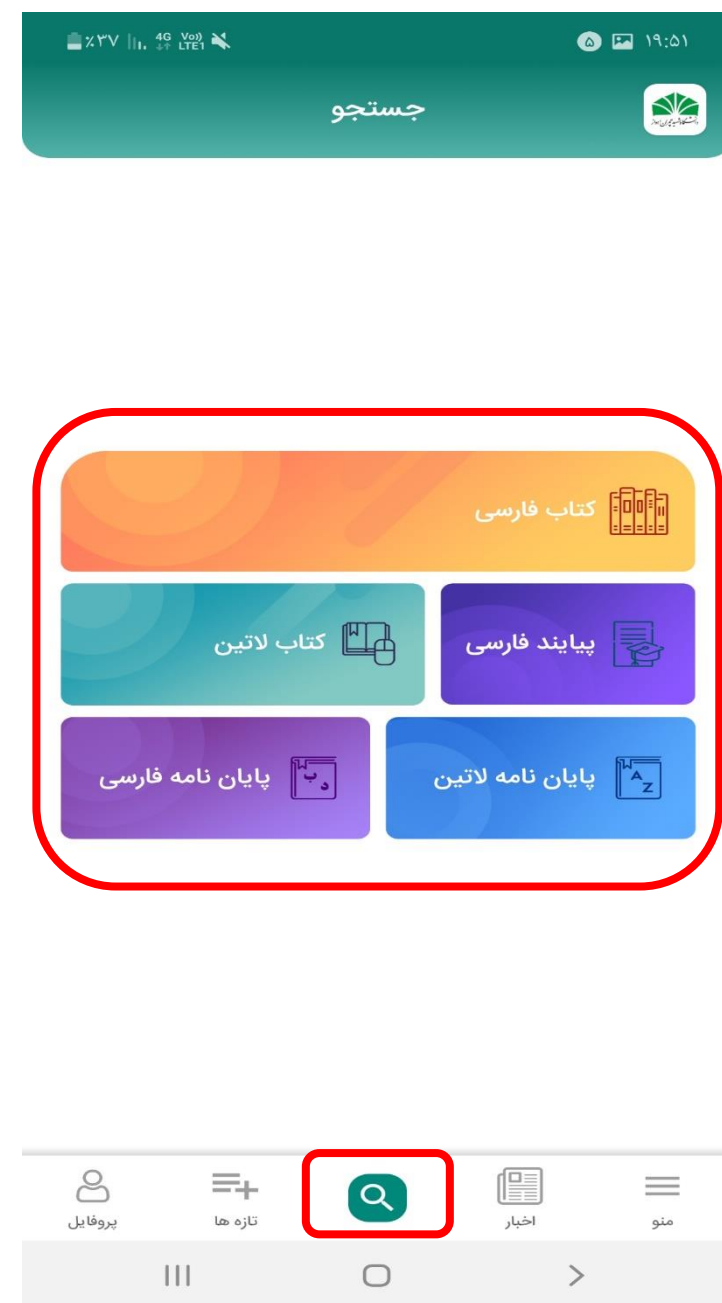 ۱۹:۵۱ ۵ Vo)) LTE1 4G ٪۳۷
جستجو
کتاب فارسی
پیایند فارسی کتاب لاتین
پایان نامه لاتین پایان نامه فارسی
A Z د ب
منو اخبار تازه ها پروفایل